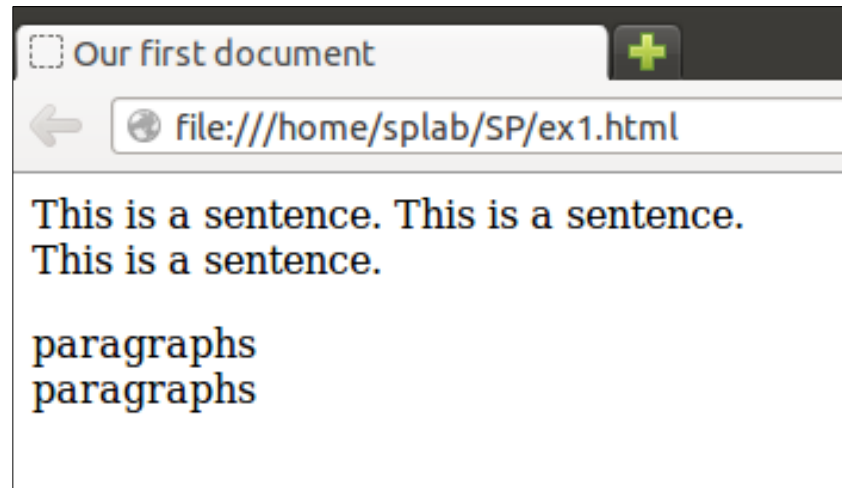 Our first document
file:///home/splab/SP/ex1.html
This is a sentence. This is a sentence.
This is a sentence.
paragraphs
paragraphs